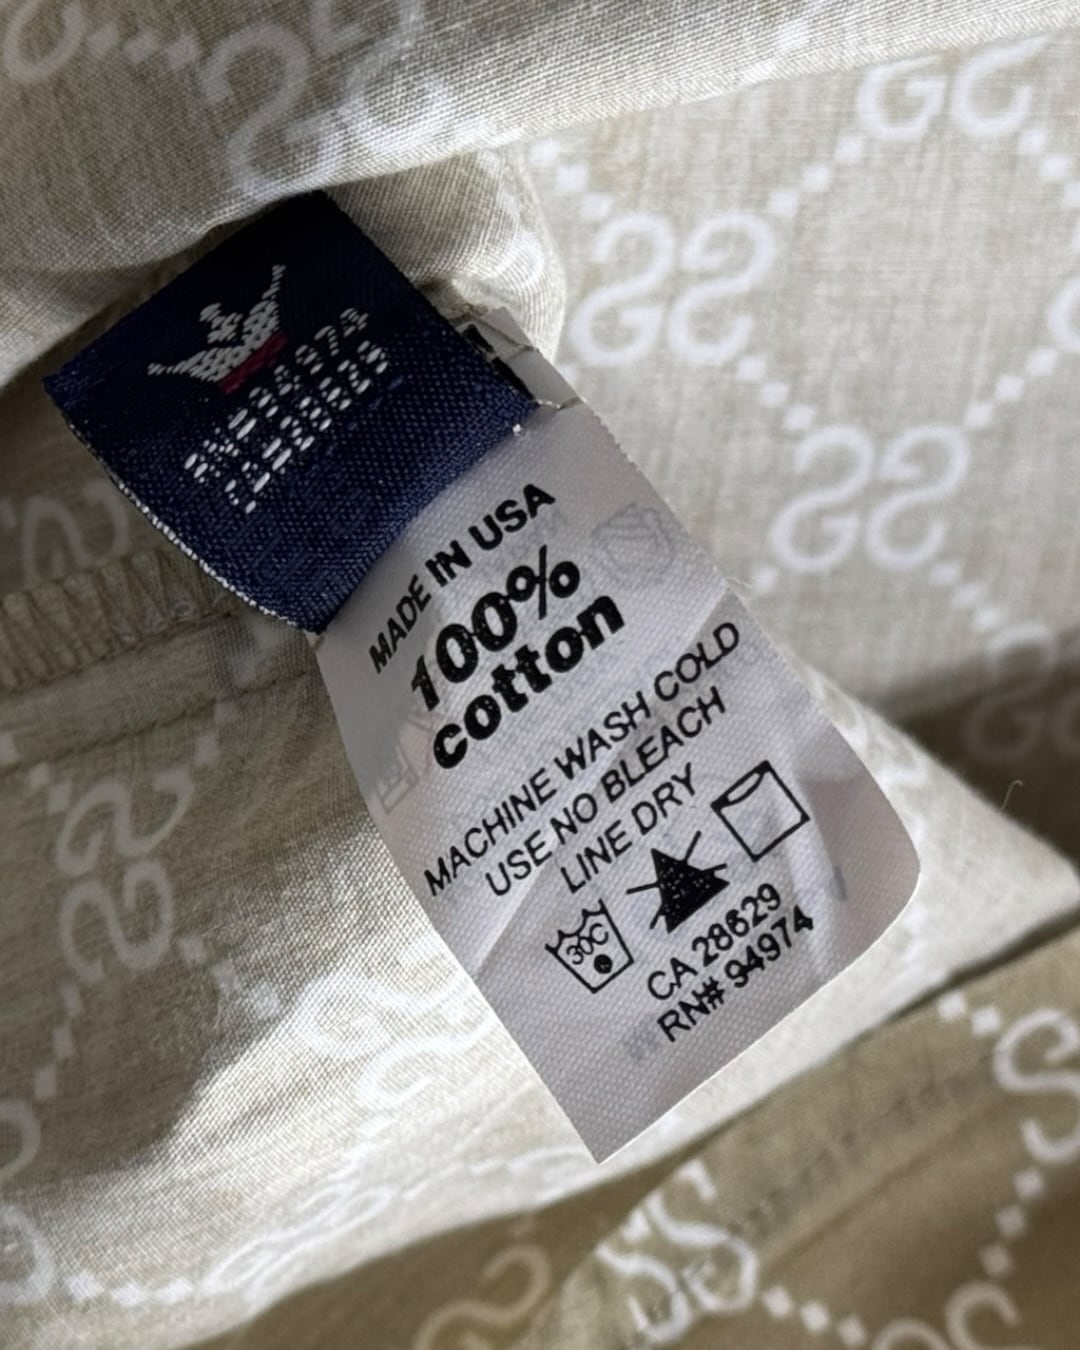 MADE IN USA
100%
cotton
MACHINE WASH COLD
USE NO BLEACH
LINE DRY
30C
CA 28629
RN# 94974